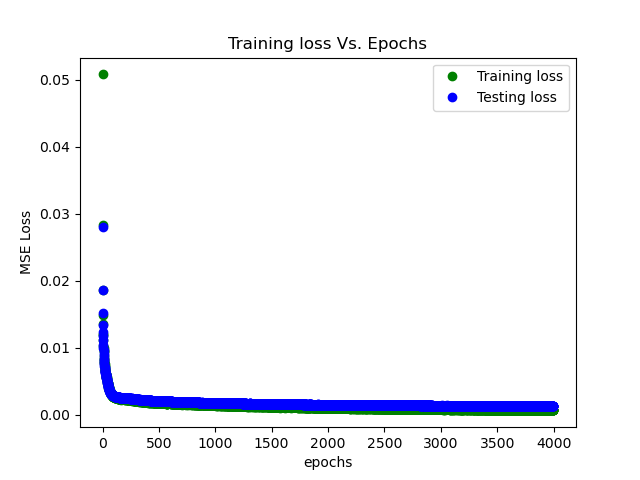 Training loss Vs. Epochs
Training loss
Testing loss
MSE Loss
0.05
0.04
0.03
0.02
0.01
0.00
0 500 1000 1500 2000 2500 3000 3500 4000
epochs